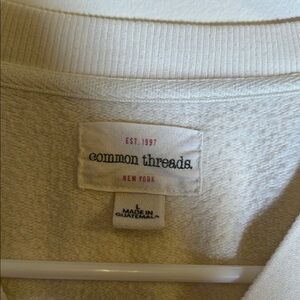 EST. 1997
common threads.
NEW YORK
L
MADE IN
GUATEMALA